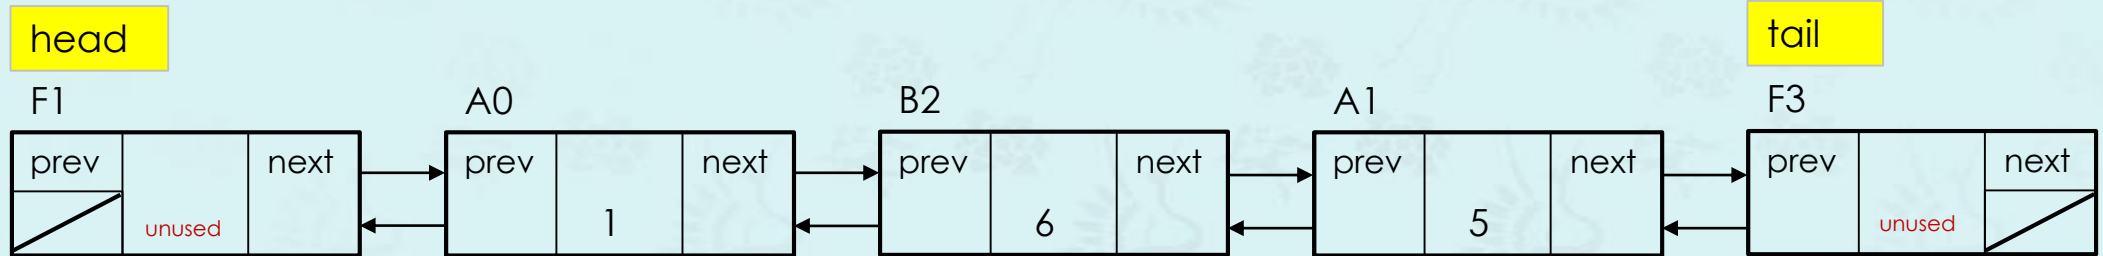 head
tail
F1
A0
B2
A1
F3
prev
next
prev
next
prev
next
prev
next
prev
next
unused
1
6
5
unused